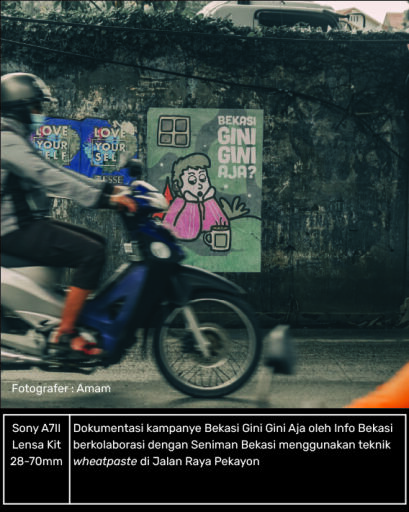 BEKASI
GINI
GINI
AJA?
LOVE
YOUR
SELF
LOVE
YOUR
SEL
Fotografer : Amam
Sony A7II
Lensa Kit
28-70mm
Dokumentasi kampanye Bekasi Gini Gini Aja oleh Info Bekasi
berkolaborasi dengan Seniman Bekasi menggunakan teknik
wheatpaste di Jalan Raya Pekayon